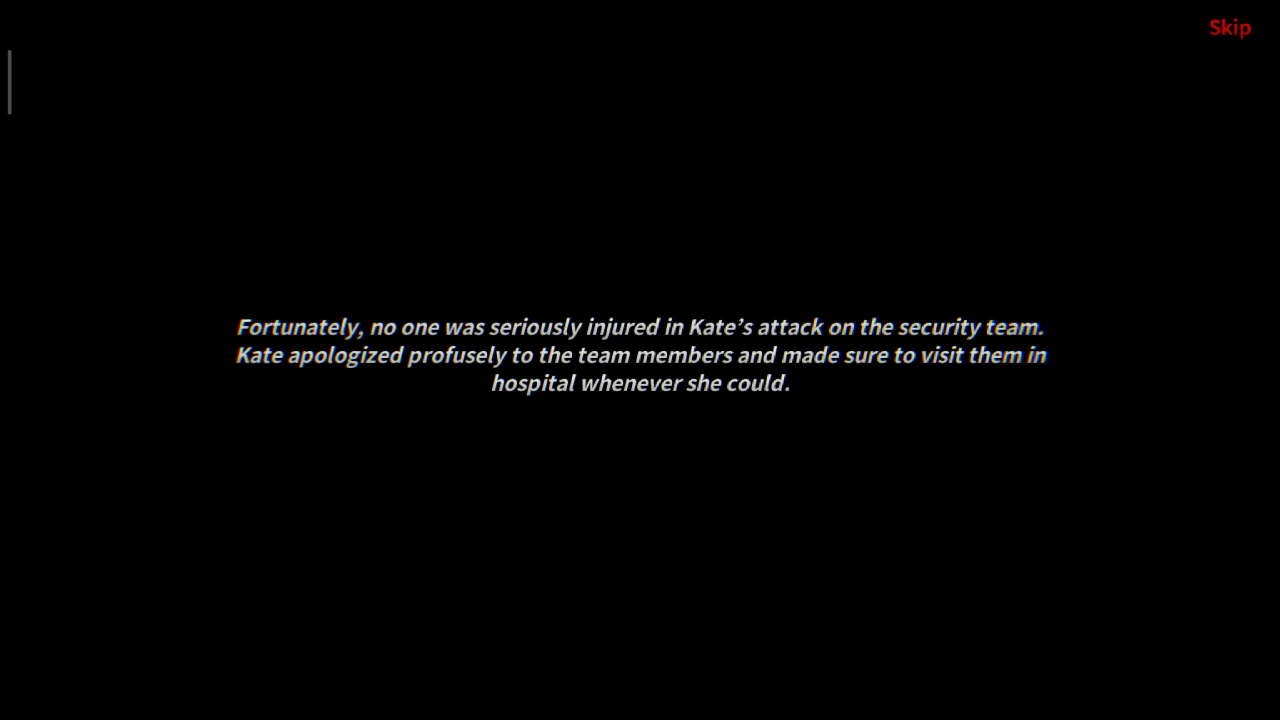 Skip
Fortunately, no one was seriously injured in Kate’s attack on the security team.
Kate apologized profusely to the team members and made sure to visit them in
hospital whenever she could.